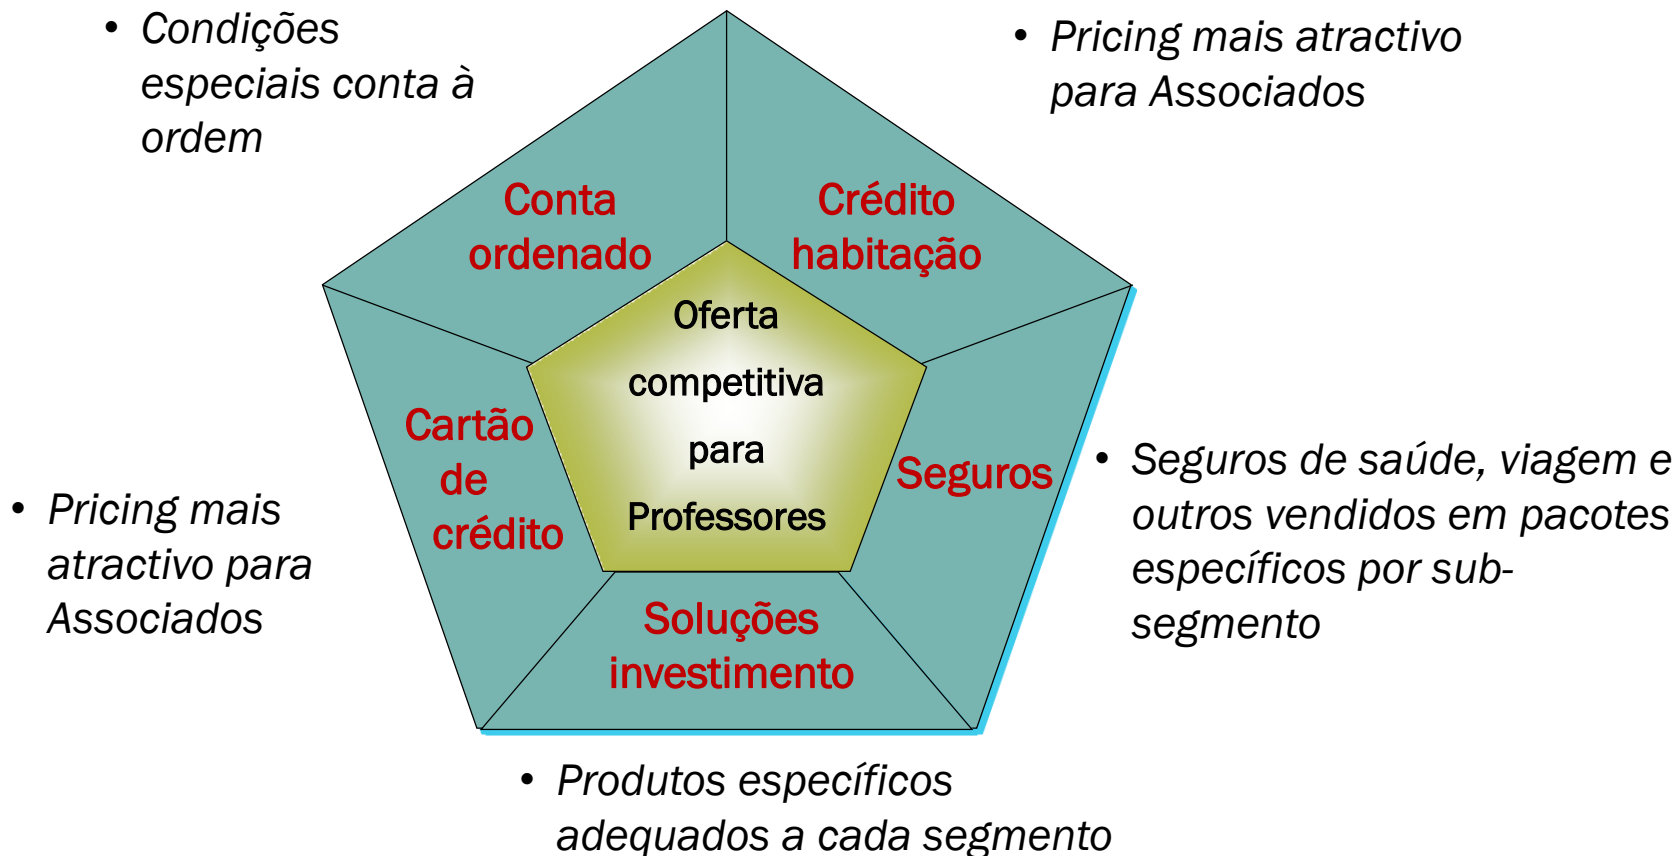 • Condições
especiais conta à
ordem
• Pricing mais atractivo
para Associados
Conta
ordenado
Crédito
habitação
Oferta
competitiva
para
Professores
Cartão
de
crédito
Seguros
• Seguros de saúde, viagem e
outros vendidos em pacotes
específicos por sub-
segmento
• Pricing mais
atractivo para
Associados
Soluções
investimento
• Produtos específicos
adequados a cada segmento